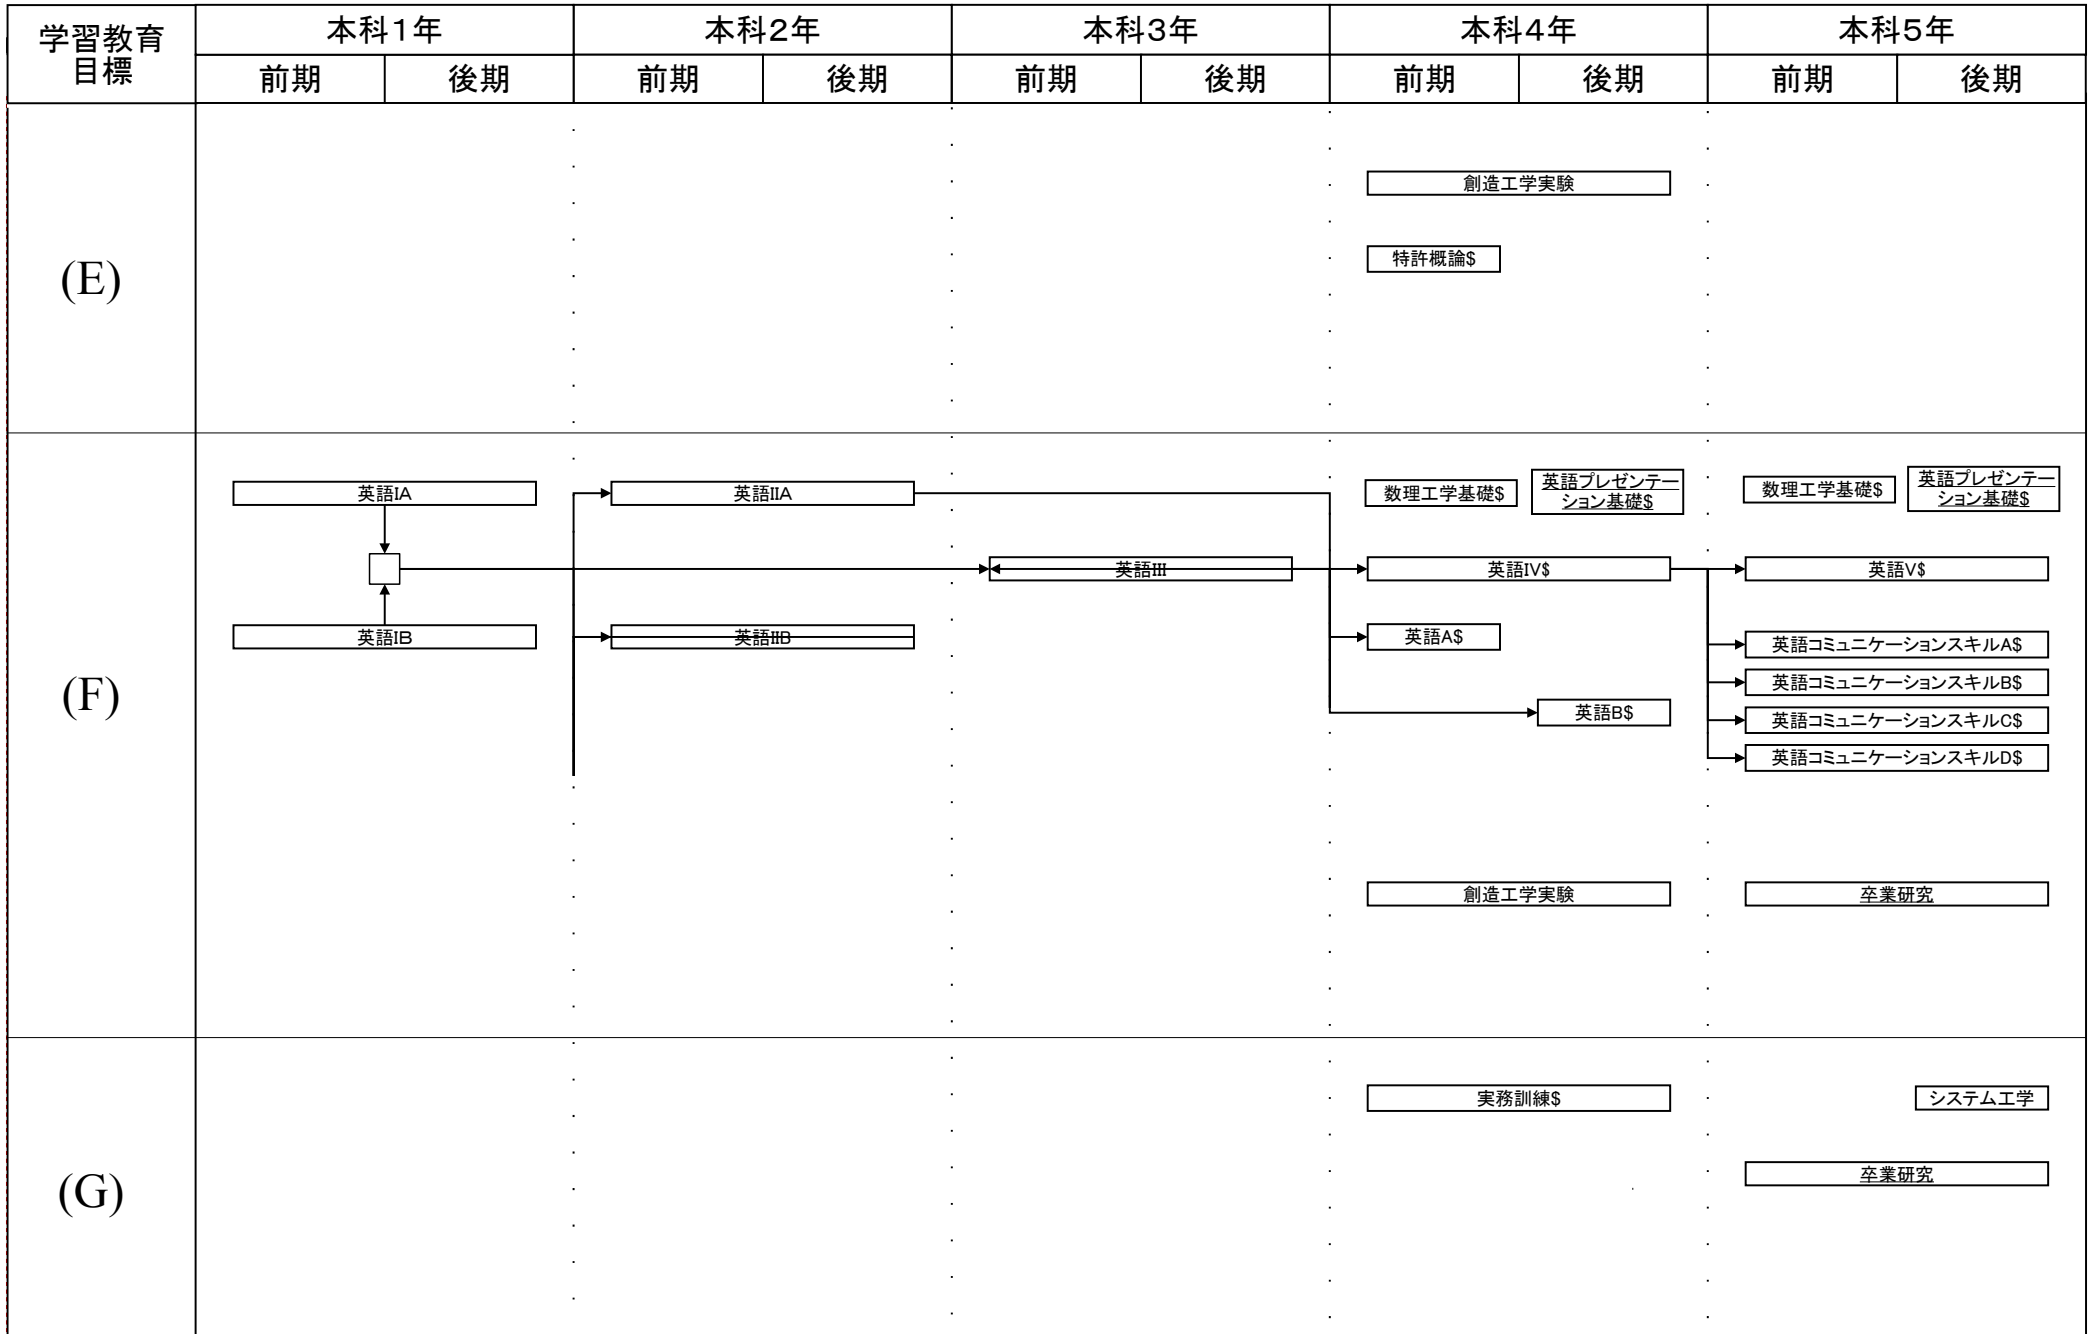 学習教育
目標
本科1年
本科2年
本科3年
本科4年
本科5年
前期
後期
前期
後期
前期
後期
前期
後期
前期
後期
(E)
創造工学実験
特許概論$
(F)
英語IA
英語IIA
数理工学基礎$
英語プレゼンテー
ション基礎$
数理工学基礎$
英語プレゼンテー
ション基礎$
英語III
英語IV$
英語V$
英語IB
英語IIB
英語A$
英語コミュニケーションスキルA$
英語コミュニケーションスキルB$
英語B$
英語コミュニケーションスキルC$
英語コミュニケーションスキルD$
創造工学実験
卒業研究
(G)
実務訓練$
システム工学
卒業研究